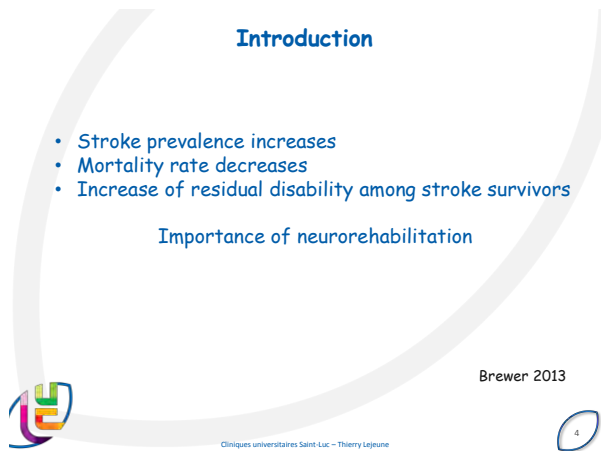 Introduction
• Stroke prevalence increases
• Mortality rate decreases
• Increase of residual disability among stroke survivors
Importance of neurorehabilitation
Brewer 2013
Cliniques universitaires Saint-Luc – Thierry Lejeune
4